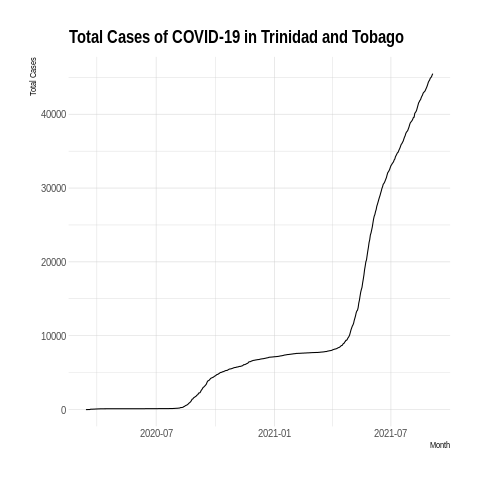 Total Cases of COVID-19 in Trinidad and Tobago
Total Cases
40000
30000
20000
10000
0
2020-07
2021-01
2021-07
Month